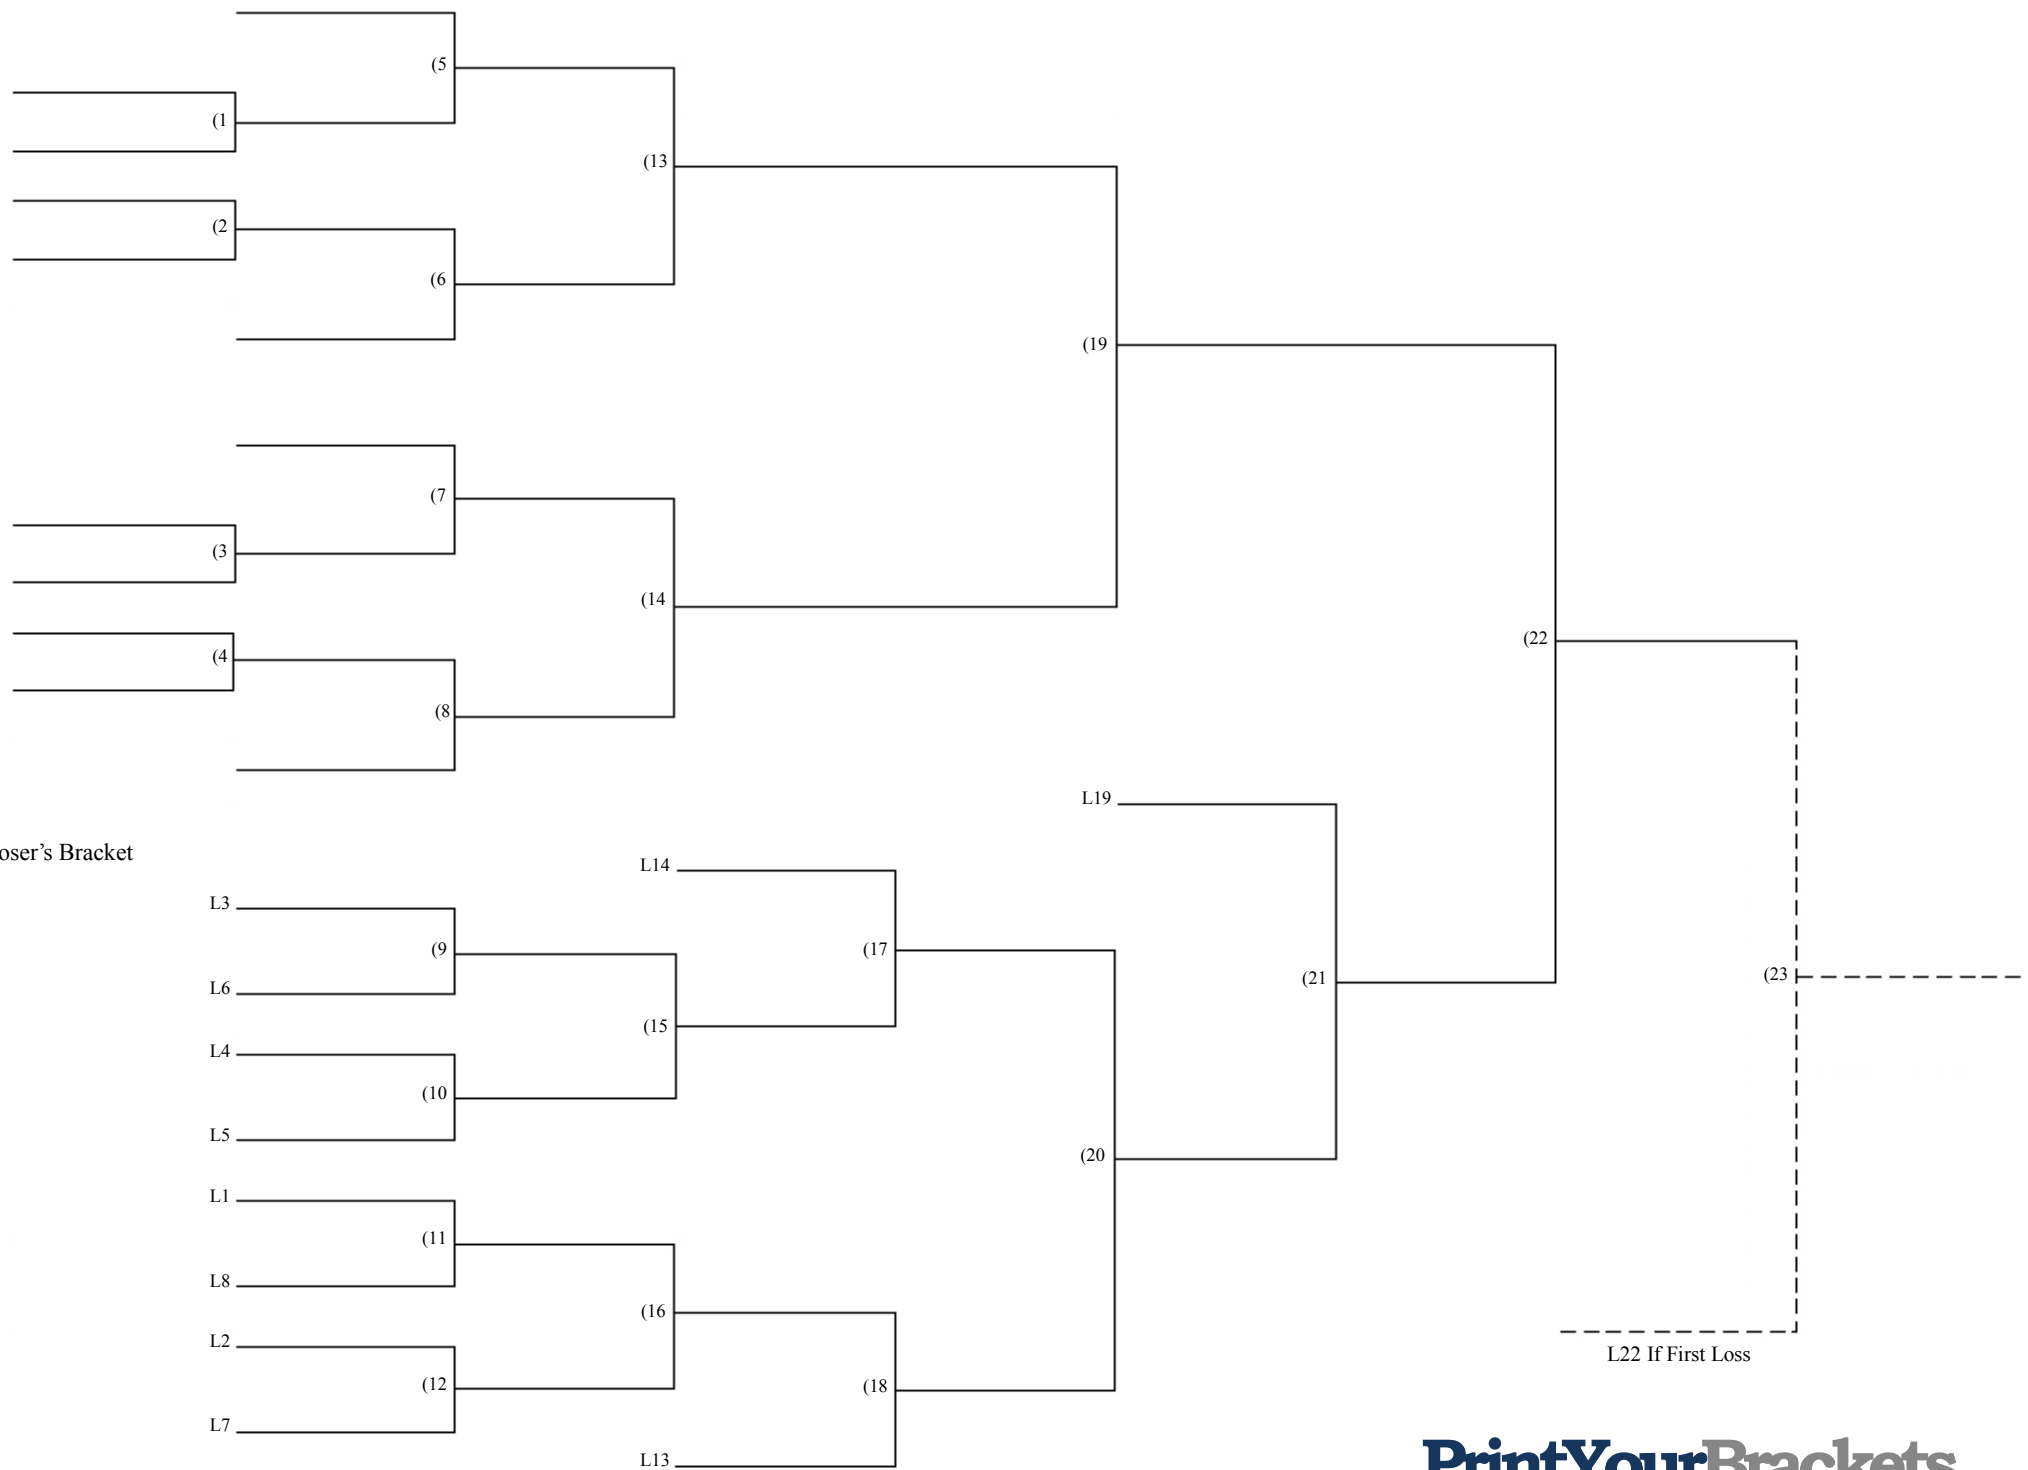 (5
(1
(13
(2
(6
(19
(7
(3
(14
(22
(4
(8
L19
oser’s Bracket
L14
L3
(9
(17
L6
(21
(23
(15
L4
(10
L5
(20
L1
(11
L8
(16
L2
L22 If First Loss
(12
(18
L7
L13
PrintYourBrackets